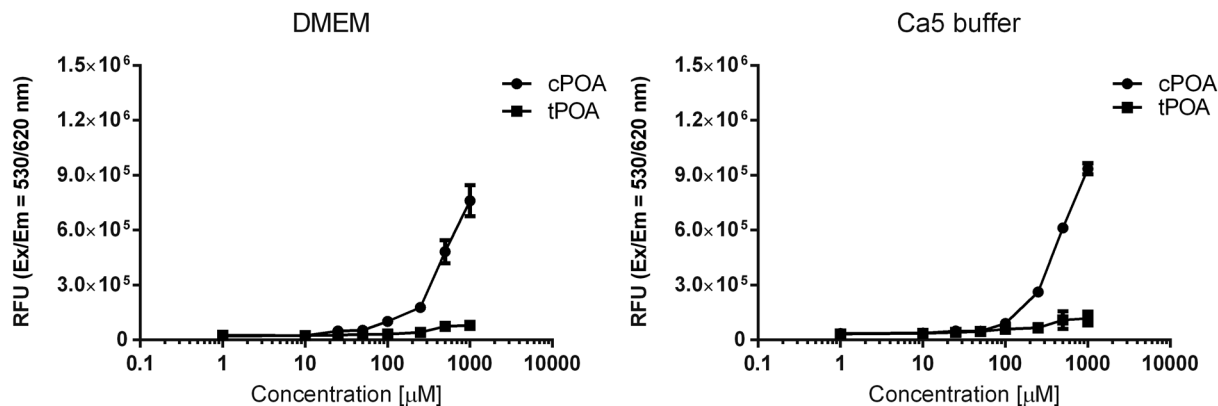 DMEM
RFU (Ex/Em = 530/620 nm)
1.5×10⁶
1.2×10⁶
9.0×10⁵
6.0×10⁵
3.0×10⁵
0
0.1 1 10 100 1000 10000
Concentration [μM]
cPOA
tPOA
Ca5 buffer
RFU (Ex/Em = 530/620 nm)
1.5×10⁶
1.2×10⁶
9.0×10⁵
6.0×10⁵
3.0×10⁵
0
0.1 1 10 100 1000 10000
Concentration [μM]
cPOA
tPOA